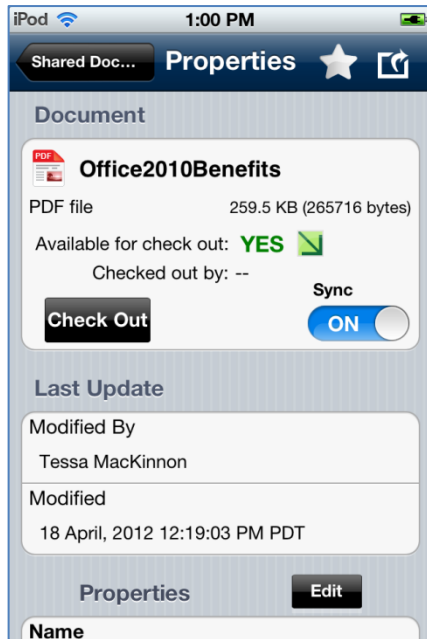 iPod 1:00 PM
Shared Doc... Properties
Document
PDF
Office2010Benefits
PDF file 259.5 KB (265716 bytes)
Available for check out: YES
Checked out by: --
Sync
Check Out ON
Last Update
Modified By
Tessa MacKinnon
Modified
18 April, 2012 12:19:03 PM PDT
Properties Edit
Name